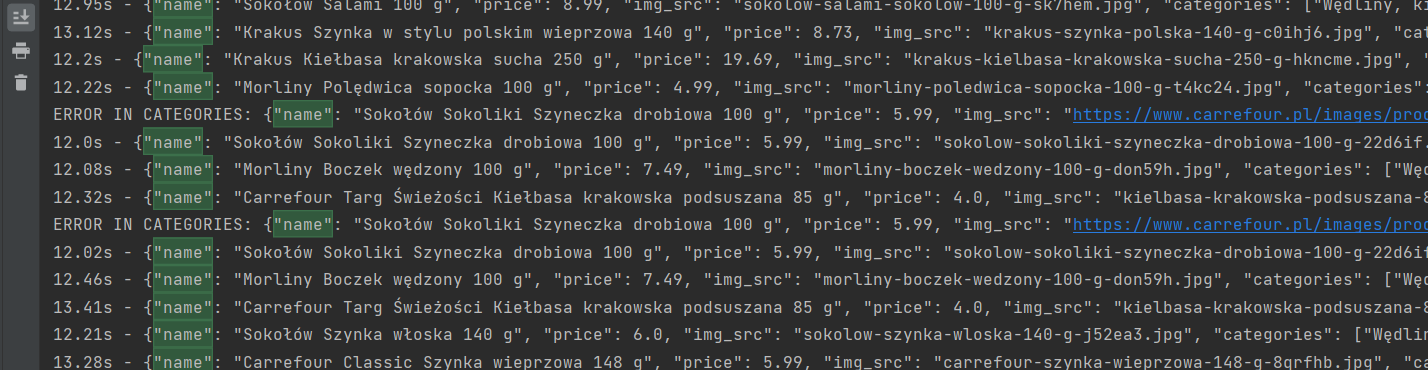 12.95s - {"name": "Sokołów Salami 100 g", "price": 8.99, "img_src": "sokolow-salami-sokolow-100-g-sk7hem.jpg", "categories": ["Wędliny, ki
13.12s - {"name": "Krakus Szynka w stylu polskim wieprzowa 140 g", "price": 8.73, "img_src": "krakus-szynka-polska-140-g-c0ihj6.jpg", "cat
12.2s - {"name": "Krakus Kiełbasa krakowska sucha 250 g", "price": 19.69, "img_src": "krakus-kielbasa-krakowska-sucha-250-g-hkncme.jpg", "
12.22s - {"name": "Morliny Polędwica sopocka 100 g", "price": 4.99, "img_src": "morliny-poledwica-sopocka-100-g-t4kc24.jpg", "categories"
ERROR IN CATEGORIES: {"name": "Sokołów Sokoliki Szyneczka drobiowa 100 g", "price": 5.99, "img_src": "https://www.carrefour.pl/images/prod
12.0s - {"name": "Sokołów Sokoliki Szyneczka drobiowa 100 g", "price": 5.99, "img_src": "sokolow-sokoliki-szyneczka-drobiowa-100-g-22d6if.
12.08s - {"name": "Morliny Boczek wędzony 100 g", "price": 7.49, "img_src": "morliny-boczek-wedzony-100-g-don59h.jpg", "categories": ["Węd
12.32s - {"name": "Carrefour Targ Świeżości Kiełbasa krakowska podsuszana 85 g", "price": 4.0, "img_src": "kielbasa-krakowska-podsuszana-8
ERROR IN CATEGORIES: {"name": "Sokołów Sokoliki Szyneczka drobiowa 100 g", "price": 5.99, "img_src": "https://www.carrefour.pl/images/prod
12.02s - {"name": "Sokołów Sokoliki Szyneczka drobiowa 100 g", "price": 5.99, "img_src": "sokolow-sokoliki-szyneczka-drobiowa-100-g-22d6if
12.46s - {"name": "Morliny Boczek wędzony 100 g", "price": 7.49, "img_src": "morliny-boczek-wedzony-100-g-don59h.jpg", "categories": ["Węd
13.41s - {"name": "Carrefour Targ Świeżości Kiełbasa krakowska podsuszana 85 g", "price": 4.0, "img_src": "kielbasa-krakowska-podsuszana-8
12.21s - {"name": "Sokołów Szynka włoska 140 g", "price": 6.0, "img_src": "sokolow-szynka-wloska-140-g-j52ea3.jpg", "categories": ["Wędlin
13.28s - {"name": "Carrefour Classic Szynka wieprzowa 148 g", "price": 5.99, "img_src": "carrefour-szynka-wieprzowa-148-g-8grfhb.jpg", "ca